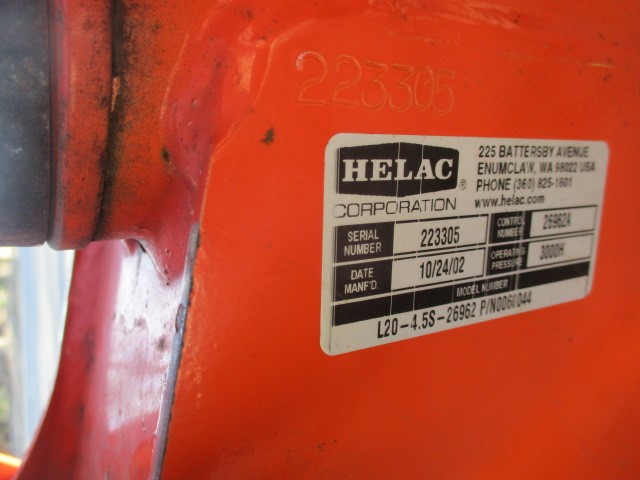 223305
HELAC ®
CORPORATION
225 BATTERSBY AVENUE
ENUMCLAW, WA 98022 USA
PHONE (360) 825-1601
www.helac.com
SERIAL NUMBER 223305 CONTROL NUMBER 26962A
DATE MANF'D. 10/24/02 OPERATING PRESSURE 3000H
MODEL NUMBER
L20-4.5S-26962 P/N0060044